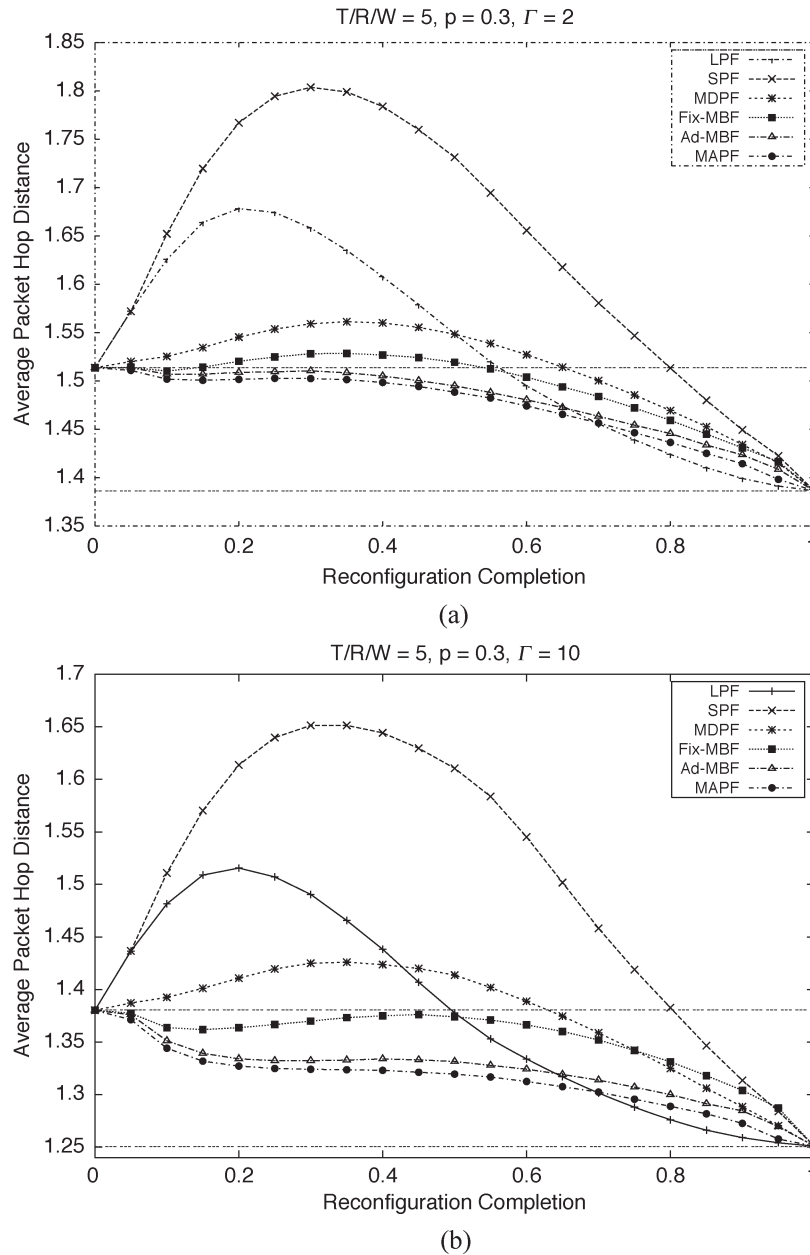 T/R/W = 5, p = 0.3, Γ = 2
1.85
1.8
1.75
1.7
1.65
1.6
1.55
1.5
1.45
1.4
1.35
Average Packet Hop Distance
LPF
SPF
MDPF
Fix-MBF
Ad-MBF
MAPF
0 0.2 0.4 0.6 0.8 1
Reconfiguration Completion
(a)
T/R/W = 5, p = 0.3, Γ = 10
1.7
1.65
1.6
1.55
1.5
1.45
1.4
1.35
1.3
1.25
Average Packet Hop Distance
LPF
SPF
MDPF
Fix-MBF
Ad-MBF
MAPF
0 0.2 0.4 0.6 0.8 1
Reconfiguration Completion
(b)